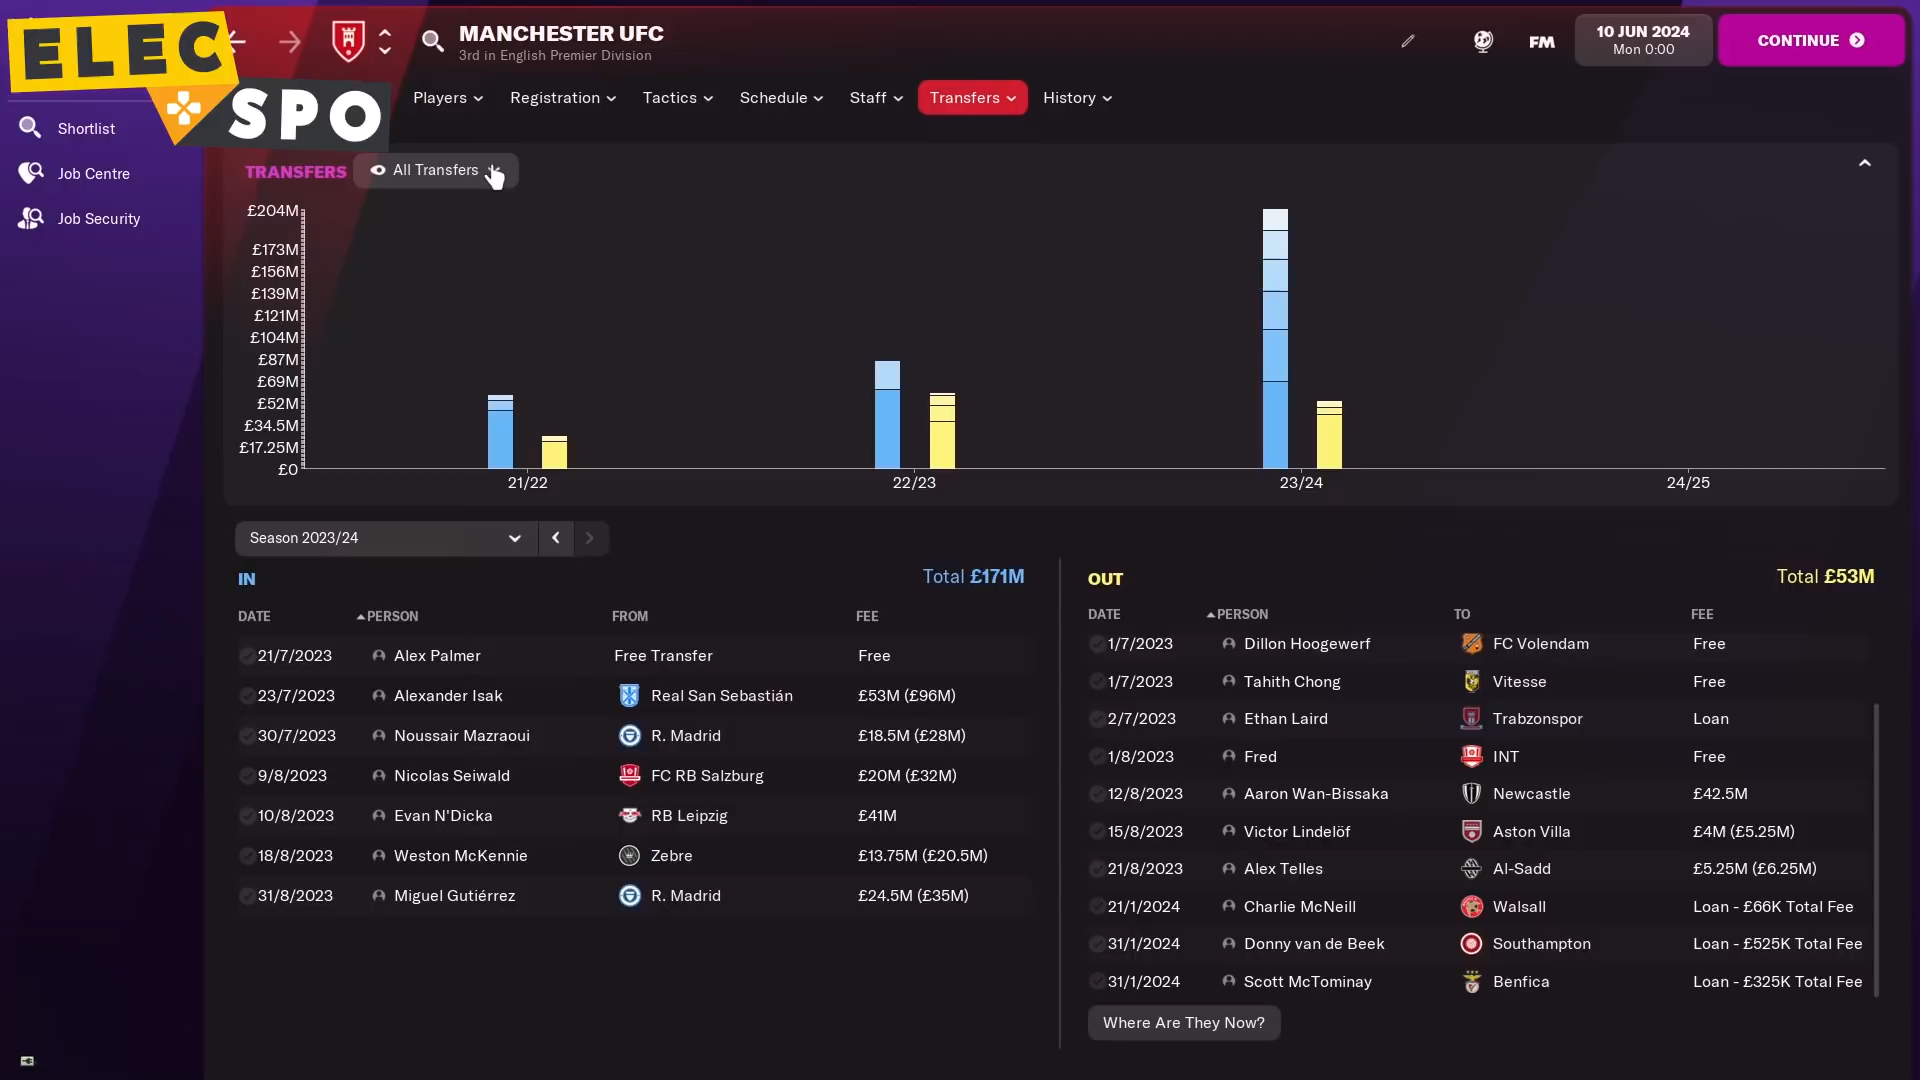 ELEC
SPO
MANCHESTER UFC
3rd in English Premier Division
FM
10 JUN 2024
Mon 0:00
CONTINUE
Players
Registration
Tactics
Schedule
Staff
Transfers
History
Shortlist
Job Centre
Job Security
TRANSFERS
All Transfers
£204M
£173M
£156M
£139M
£121M
£104M
£87M
£69M
£52M
£34.5M
£17.25M
£0
21/22
22/23
23/24
24/25
Season 2023/24
IN
Total £171M
DATE PERSON FROM FEE
21/7/2023 Alex Palmer Free Transfer Free
23/7/2023 Alexander Isak Real San Sebastián £53M (£96M)
30/7/2023 Noussair Mazraoui R. Madrid £18.5M (£28M)
9/8/2023 Nicolas Seiwald FC RB Salzburg £20M (£32M)
10/8/2023 Evan N'Dicka RB Leipzig £41M
18/8/2023 Weston McKennie Zebre £13.75M (£20.5M)
31/8/2023 Miguel Gutiérrez R. Madrid £24.5M (£35M)
OUT
Total £53M
DATE PERSON TO FEE
1/7/2023 Dillon Hoogewerf FC Volendam Free
1/7/2023 Tahith Chong Vitesse Free
2/7/2023 Ethan Laird Trabzonspor Loan
1/8/2023 Fred INT Free
12/8/2023 Aaron Wan-Bissaka Newcastle £42.5M
15/8/2023 Victor Lindelöf Aston Villa £4M (£5.25M)
21/8/2023 Alex Telles Al-Sadd £5.25M (£6.25M)
21/1/2024 Charlie McNeill Walsall Loan - £66K Total Fee
31/1/2024 Donny van de Beek Southampton Loan - £525K Total Fee
31/1/2024 Scott McTominay Benfica Loan - £325K Total Fee
Where Are They Now?